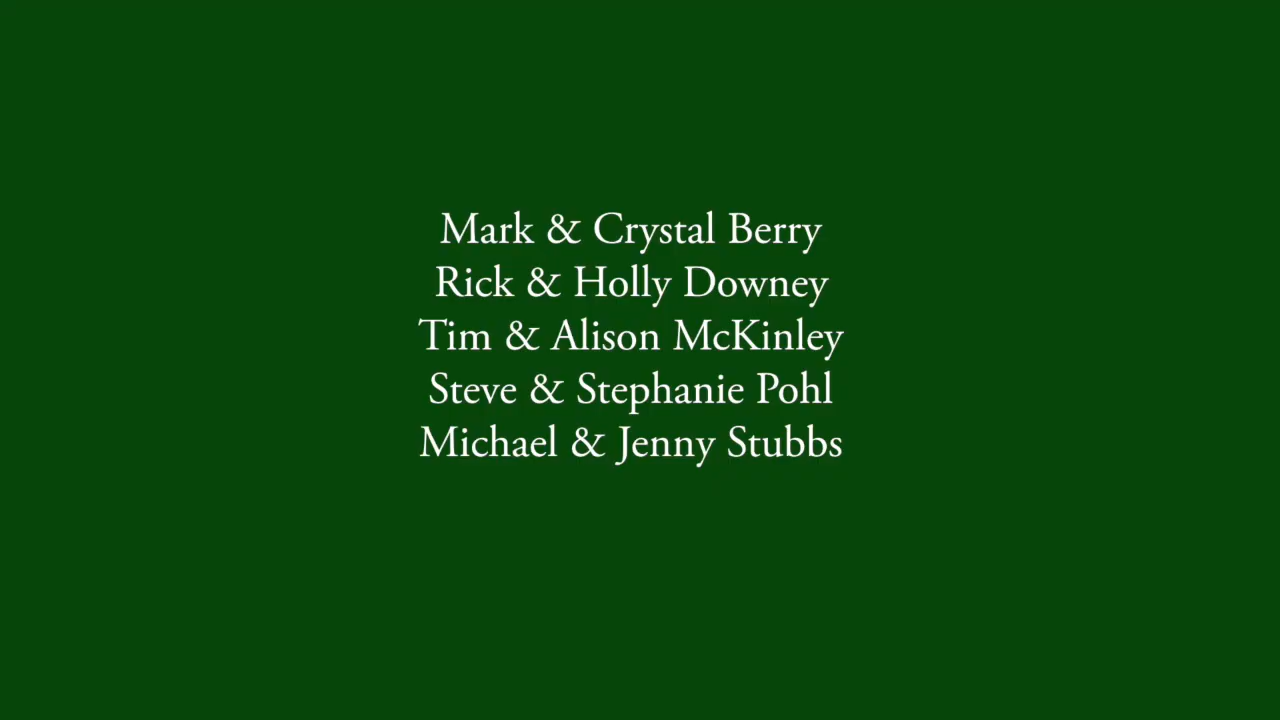 Mark & Crystal Berry
Rick & Holly Downey
Tim & Alison McKinley
Steve & Stephanie Pohl
Michael & Jenny Stubbs